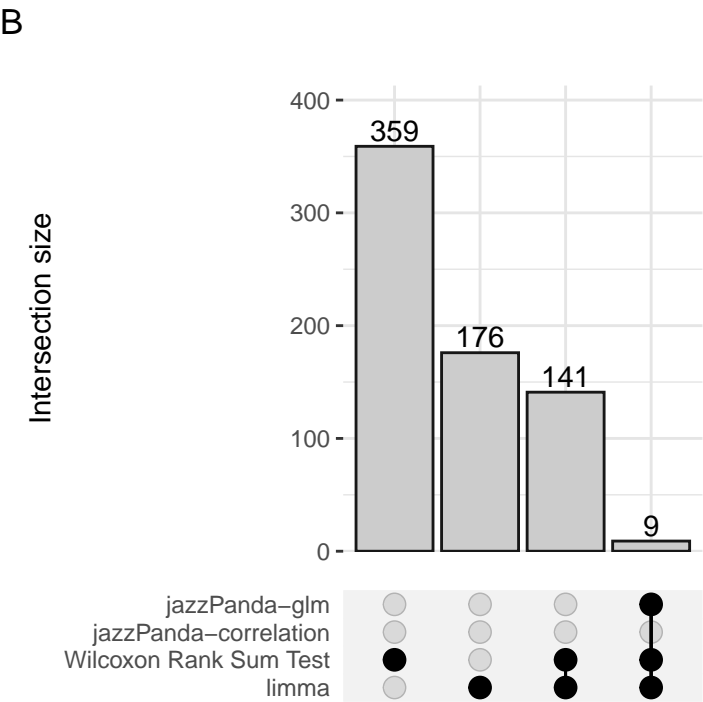 B
Intersection size
400
300
200
100
0
359
176
141
9
jazzPanda−glm
jazzPanda−correlation
Wilcoxon Rank Sum Test
limma